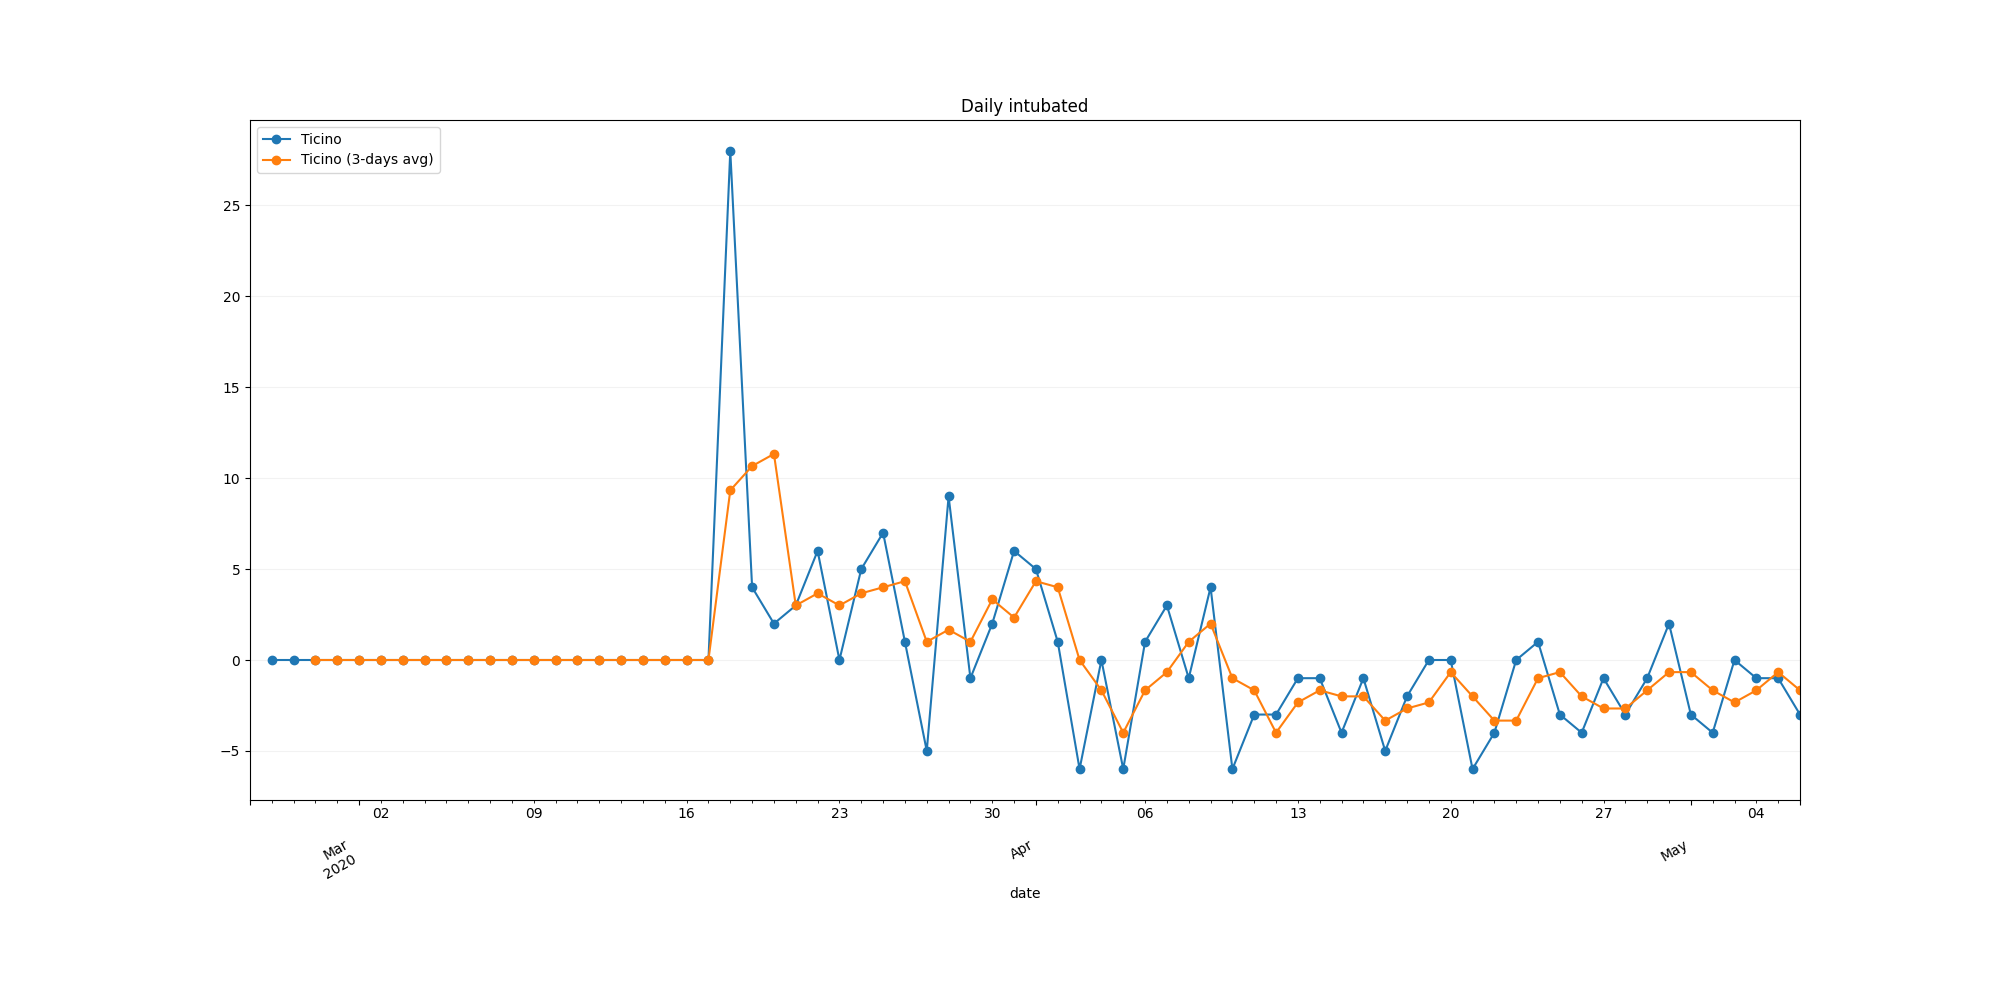 Daily intubated
Ticino
Ticino (3-days avg)
25
20
15
10
5
0
−5
02 09 16 23 30 06 13 20 27 04
Mar Apr May
2020
date